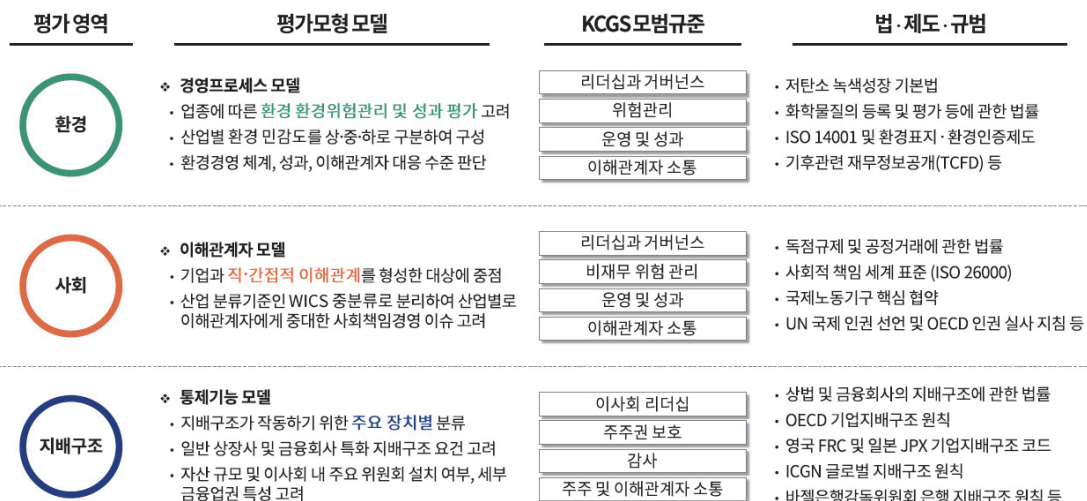 평가 영역
평가모형 모델
KCGS 모범규준
법·제도·규범
환경
❖ 경영프로세스 모델
· 업종에 따른 환경 환경위험관리 및 성과 평가 고려
· 산업별 환경 민감도를 상·중·하로 구분하여 구성
· 환경경영 체계, 성과, 이해관계자 대응 수준 판단
리더십과 거버넌스
위험관리
운영 및 성과
이해관계자 소통
· 저탄소 녹색성장 기본법
· 화학물질의 등록 및 평가 등에 관한 법률
· ISO 14001 및 환경표지·환경인증제도
· 기후관련 재무정보공개(TCFD) 등
사회
❖ 이해관계자 모델
· 기업과 직·간접적 이해관계를 형성한 대상에 중점
· 산업 분류기준인 WICS 중분류로 분리하여 산업별로
이해관계자에게 중대한 사회책임경영 이슈 고려
리더십과 거버넌스
비재무 위험 관리
운영 및 성과
이해관계자 소통
· 독점규제 및 공정거래에 관한 법률
· 사회적 책임 세계 표준 (ISO 26000)
· 국제노동기구 핵심 협약
· UN 국제 인권 선언 및 OECD 인권 실사 지침 등
지배구조
❖ 통제기능 모델
· 지배구조가 작동하기 위한 주요 장치별 분류
· 일반 상장사 및 금융회사 특화 지배구조 요건 고려
· 자산 규모 및 이사회 내 주요 위원회 설치 여부, 세부
금융업권 특성 고려
이사회 리더십
주주권 보호
감사
주주 및 이해관계자 소통
· 상법 및 금융회사의 지배구조에 관한 법률
· OECD 기업지배구조 원칙
· 영국 FRC 및 일본 JPX 기업지배구조 코드
· ICGN 글로벌 지배구조 원칙
· 바젤은행감독위원회 은행 지배구조 원칙 등